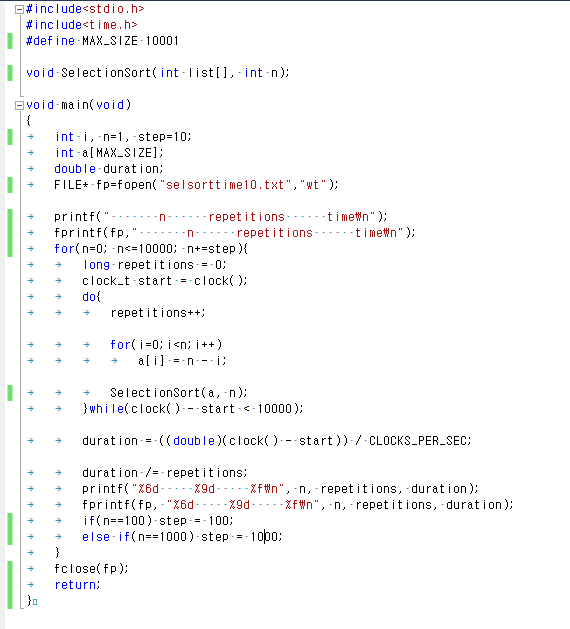 #include<stdio.h>
#include<time.h>
#define MAX_SIZE 10001
void SelectionSort(int list[], int n);
void main(void)
{
int i, n=1, step=10;
int a[MAX_SIZE];
double duration;
FILE* fp=fopen("selsorttime10.txt","wt");
printf("       n      repetitions      time₩n");
fprintf(fp,"       n      repetitions      time₩n");
for(n=0; n<=10000; n+=step){
long repetitions = 0;
clock_t start = clock();
do{
repetitions++;
for(i=0;i<n;i++)
a[i] = n - i;
SelectionSort(a, n);
}while(clock() - start < 10000);
duration = ((double)(clock() - start)) / CLOCKS_PER_SEC;
duration /= repetitions;
printf("%6d     %9d     %f₩n", n, repetitions, duration);
fprintf(fp, "%6d     %9d     %f₩n", n, repetitions, duration);
if(n==100) step = 100;
else if(n==1000) step = 1000;
}
fclose(fp);
return;
}